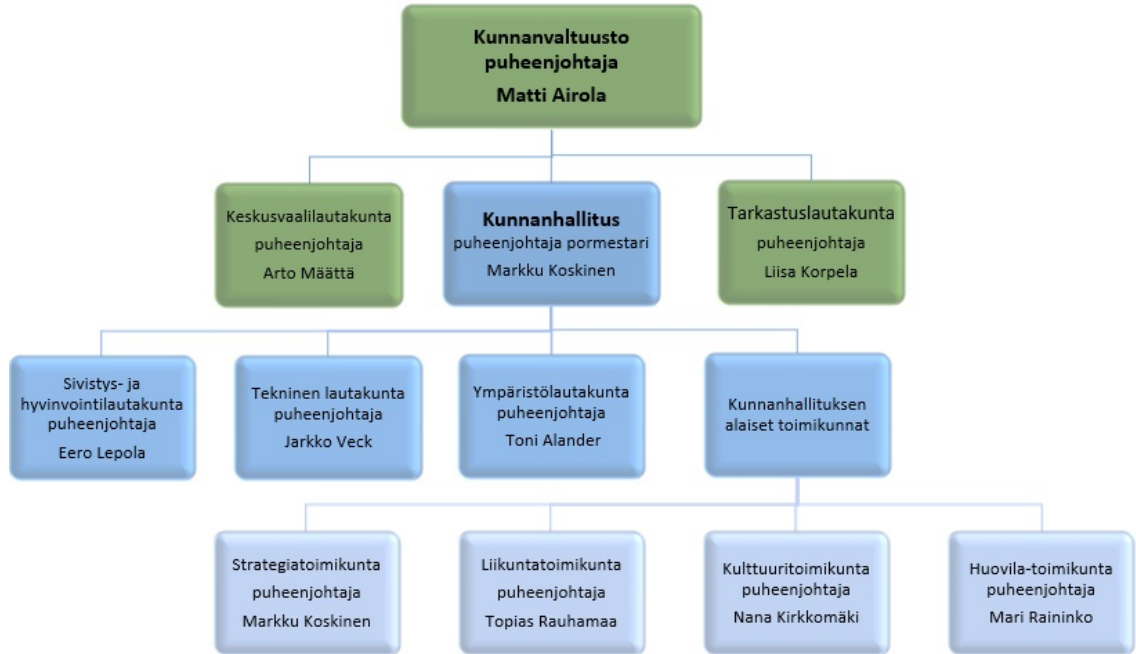 Kunnanvaltuusto
puheenjohtaja
Matti Airola
Keskusvaalilautakunta
puheenjohtaja
Arto Määttä
Kunnanhallitus
puheenjohtaja pormestari
Markku Koskinen
Tarkastuslautakunta
puheenjohtaja
Liisa Korpela
Sivistys- ja
hyvinvointilautakunta
puheenjohtaja
Eero Lepola
Tekninen lautakunta
puheenjohtaja
Jarkko Veck
Ympäristölautakunta
puheenjohtaja
Toni Alander
Kunnanhallituksen
alaiset toimikunnat
Strategiatoimikunta
puheenjohtaja
Markku Koskinen
Liikuntatoimikunta
puheenjohtaja
Topias Rauhamaa
Kulttuuritoimikunta
puheenjohtaja
Nana Kirkkomäki
Huovila-toimikunta
puheenjohtaja
Mari Raininko